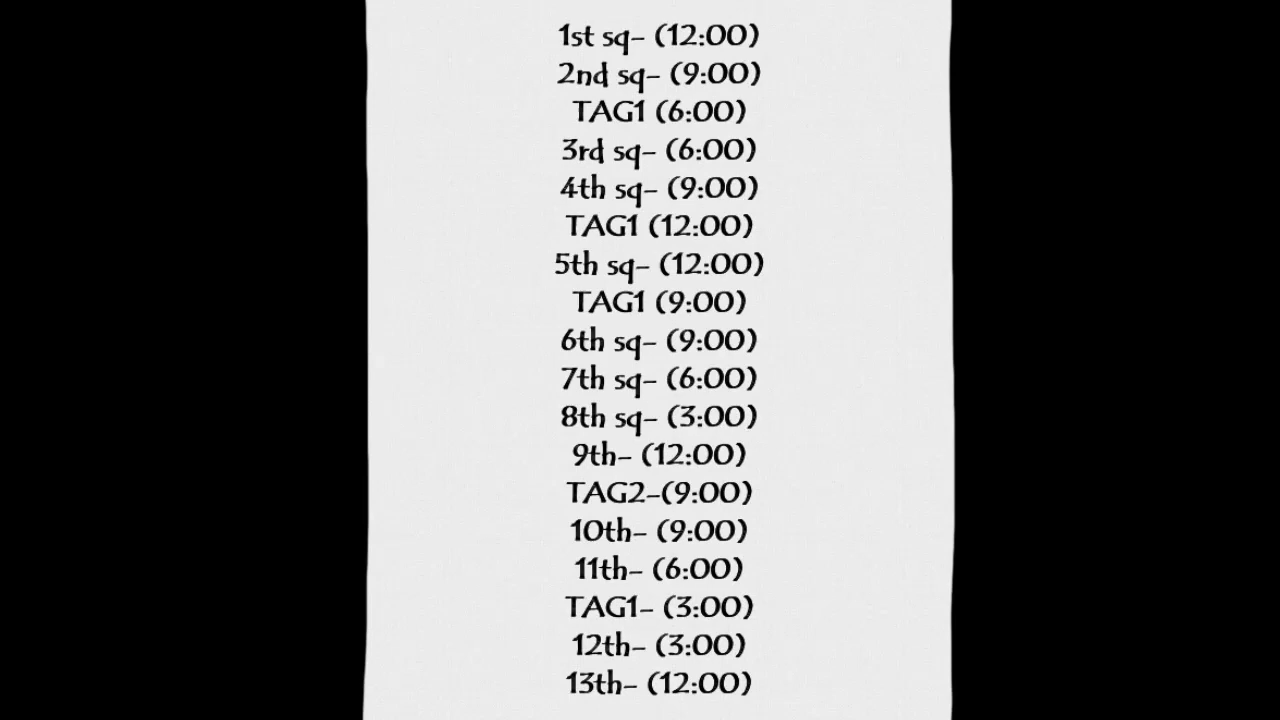 1st sq- (12:00)
2nd sq- (9:00)
TAG1 (6:00)
3rd sq- (6:00)
4th sq- (9:00)
TAG1 (12:00)
5th sq- (12:00)
TAG1 (9:00)
6th sq- (9:00)
7th sq- (6:00)
8th sq- (3:00)
9th- (12:00)
TAG2-(9:00)
10th- (9:00)
11th- (6:00)
TAG1- (3:00)
12th- (3:00)
13th- (12:00)